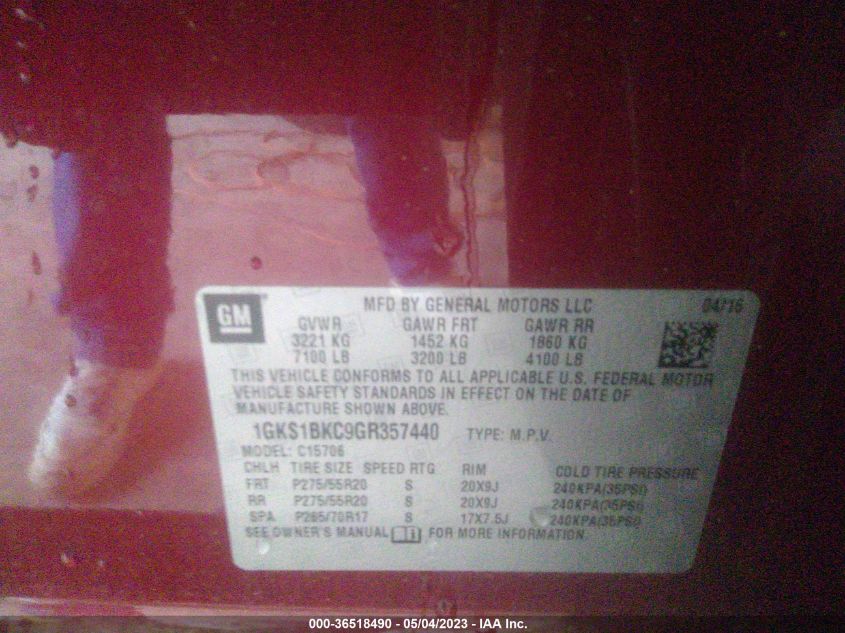 GM
MFD BY GENERAL MOTORS LLC 04/16
GVWR GAWR FRT GAWR RR
3221 KG 1452 KG 1860 KG
7100 LB 3200 LB 4100 LB
THIS VEHICLE CONFORMS TO ALL APPLICABLE U.S. FEDERAL MOTOR
VEHICLE SAFETY STANDARDS IN EFFECT ON THE DATE OF
MANUFACTURE SHOWN ABOVE.
1GKS1BKC9GR357440 TYPE: M.P.V.
MODEL: C15706
CHLH TIRE SIZE SPEED RTG RIM COLD TIRE PRESSURE
FRT P275/55R20 S 20X9J 240KPA(35PSI)
RR P275/55R20 S 20X9J 240KPA(35PSI)
SPA P265/70R17 S 17X7.5J 240KPA(35PSI)
SEE OWNER'S MANUAL FOR MORE INFORMATION
000-36518490 - 05/04/2023 - IAA Inc.